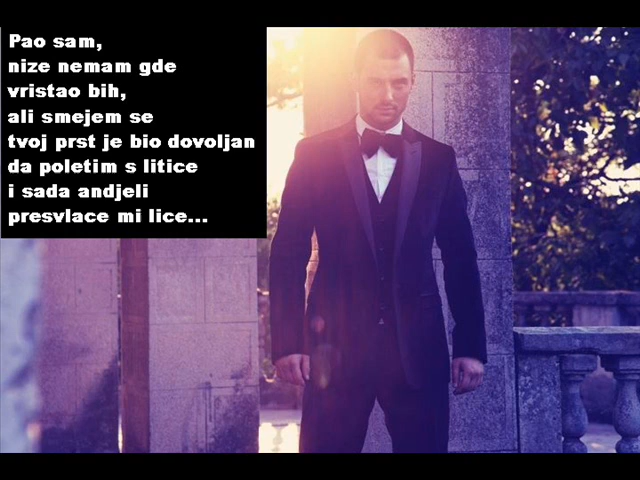 Pao sam,
nize nemam gde
vristao bih,
ali smejem se
tvoj prst je bio dovoljan
da poletim s litice
i sada andjeli
presvlace mi lice...